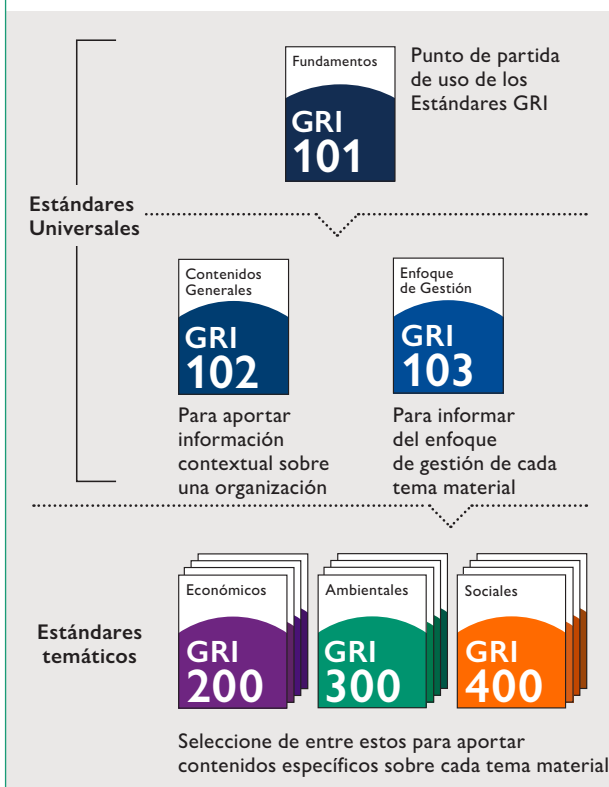 Fundamentos
GRI
101
Punto de partida
de uso de los
Estándares GRI
Estándares
Universales
Contenidos
Generales
GRI
102
Para aportar
información
contextual sobre
una organización
Enfoque
de Gestión
GRI
103
Para informar
del enfoque
de gestión de cada
tema material
Estándares
temáticos
Económicos
GRI
200
Ambientales
GRI
300
Sociales
GRI
400
Seleccione de entre estos para aportar
contenidos específicos sobre cada tema material